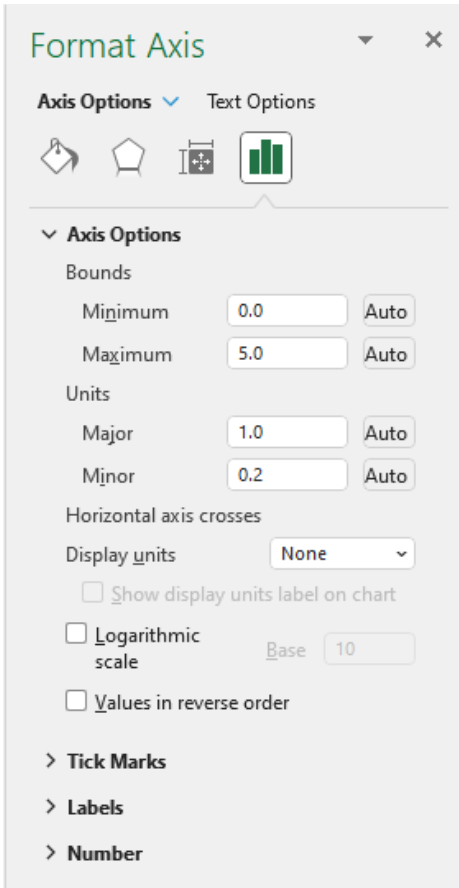 Format Axis
Axis Options Text Options
Axis Options
Bounds
Minimum 0.0 Auto
Maximum 5.0 Auto
Units
Major 1.0 Auto
Minor 0.2 Auto
Horizontal axis crosses
Display units None
Show display units label on chart
Logarithmic
scale Base 10
Values in reverse order
Tick Marks
Labels
Number